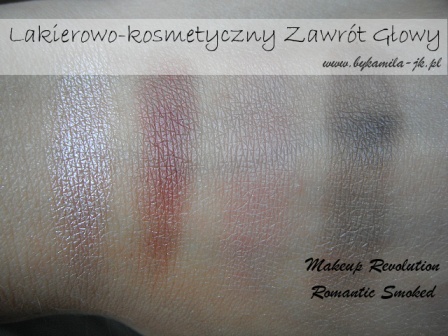 Lakierowo-kosmetyczny Zawrót Głowy
www.bykamila-jk.pl
Makeup Revolution
Romantic Smoked